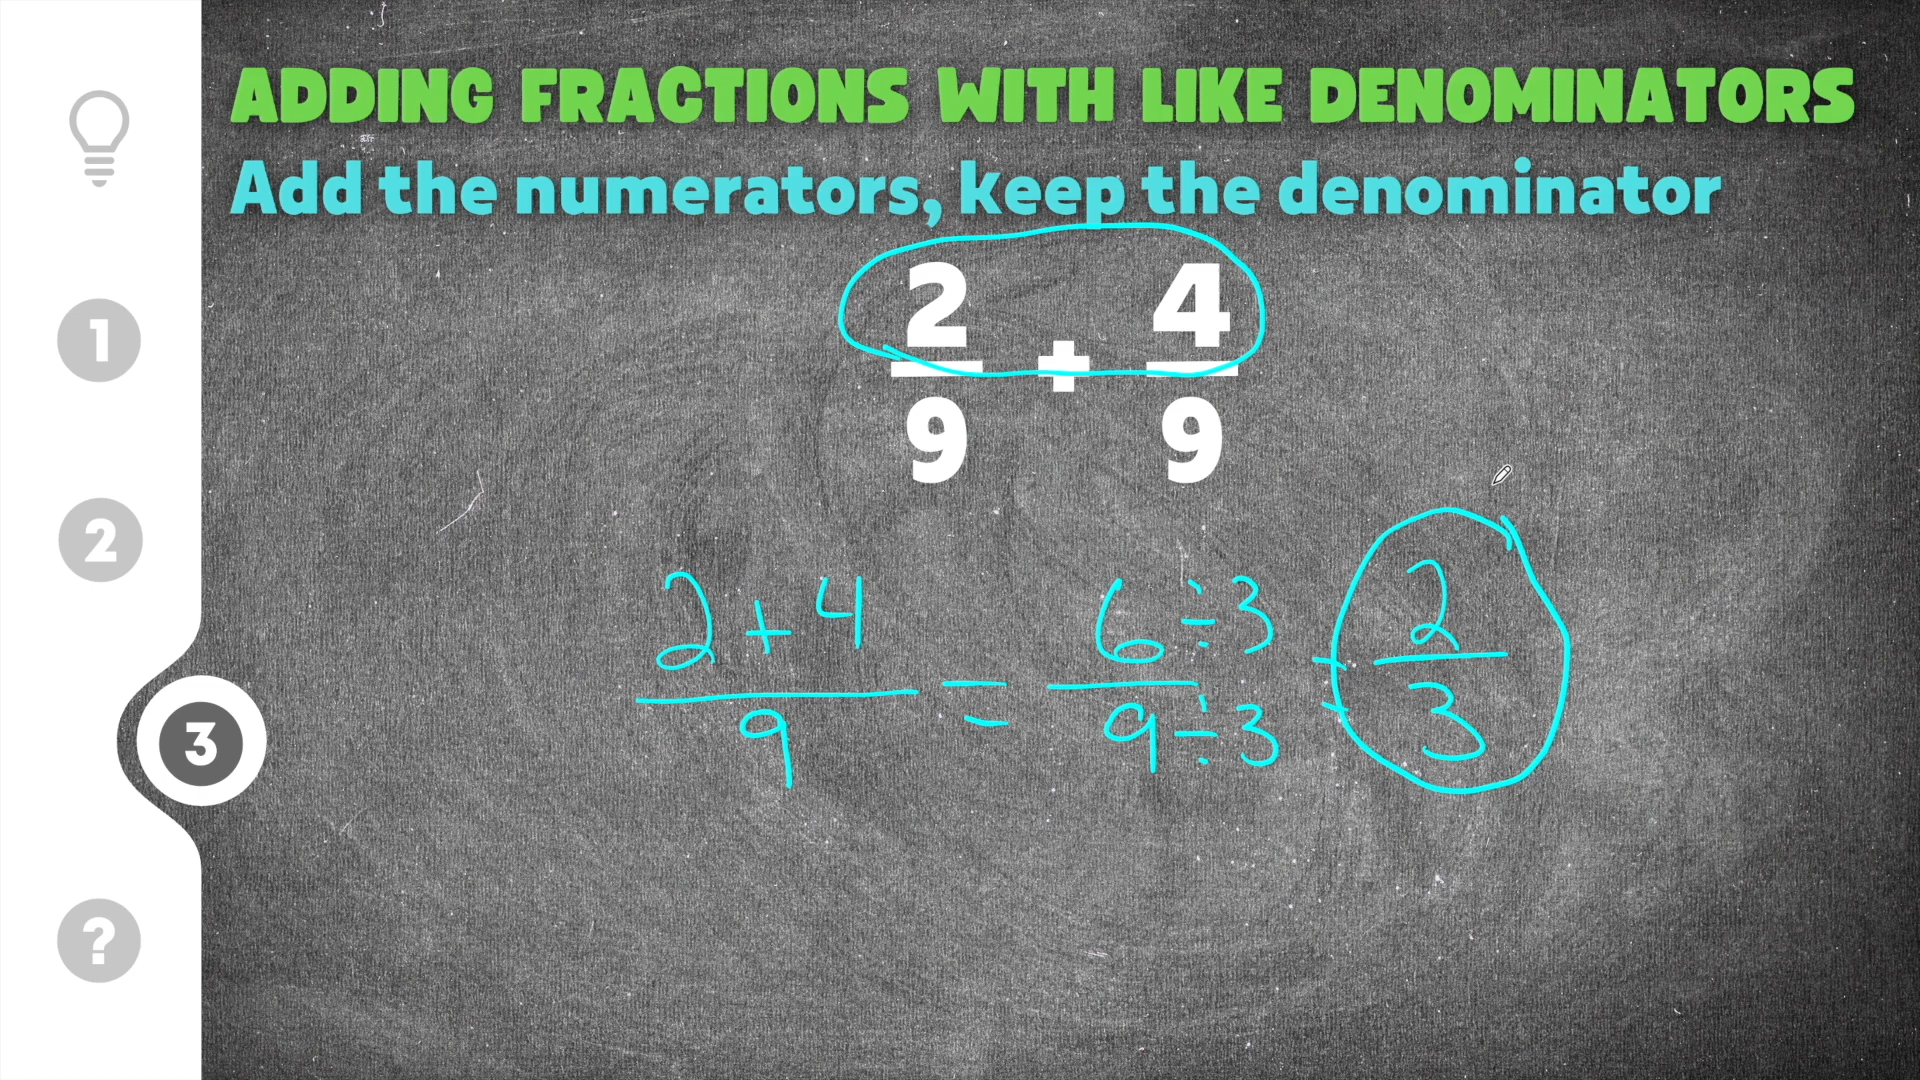 ADDING FRACTIONS WITH LIKE DENOMINATORS
Add the numerators, keep the denominator
1
2
3
?
2 4
+
9 9
2 + 4 6 ÷ 3 2
= =
9 9 ÷ 3 3